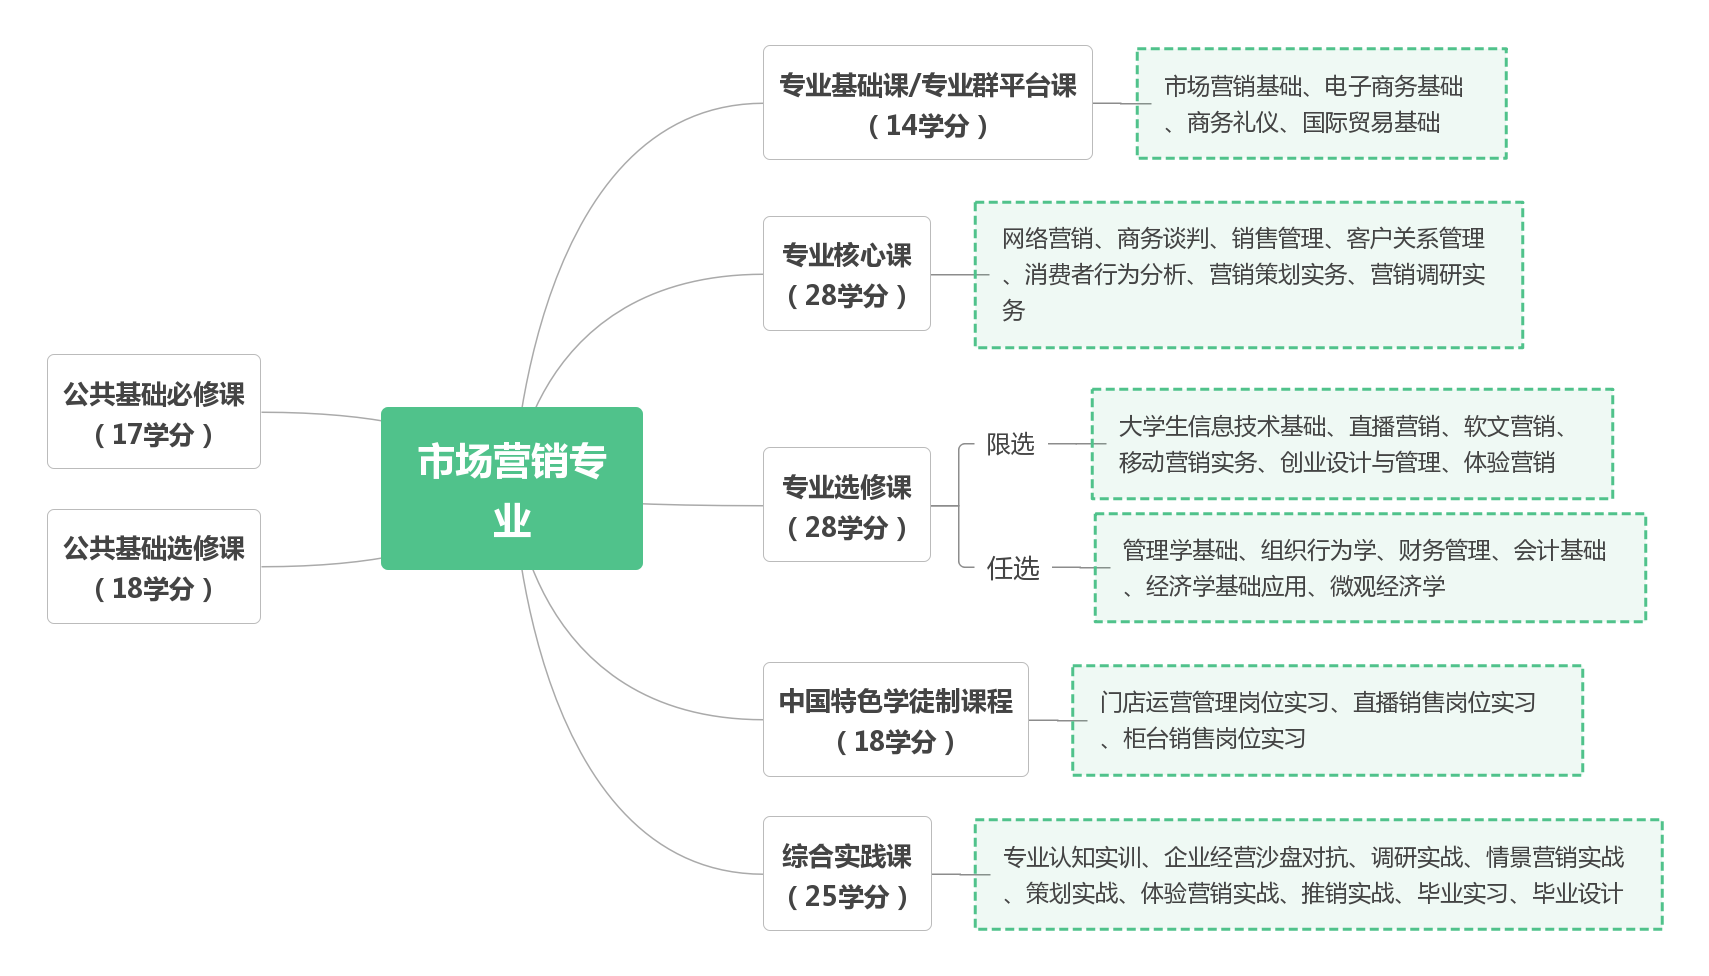 专业基础课/专业群平台课
（14学分）
市场营销基础、电子商务基础
、商务礼仪、国际贸易基础
专业核心课
（28学分）
网络营销、商务谈判、销售管理、客户关系管理
、消费者行为分析、营销策划实务、营销调研实
务
公共基础必修课
（17学分）
公共基础选修课
（18学分）
市场营销专
业
专业选修课
（28学分）
限选
大学生信息技术基础、直播营销、软文营销、
移动营销实务、创业设计与管理、体验营销
任选
管理学基础、组织行为学、财务管理、会计基础
、经济学基础应用、微观经济学
中国特色学徒制课程
（18学分）
门店运营管理岗位实习、直播销售岗位实习
、柜台销售岗位实习
综合实践课
（25学分）
专业认知实训、企业经营沙盘对抗、调研实战、情景营销实战
、策划实战、体验营销实战、推销实战、毕业实习、毕业设计